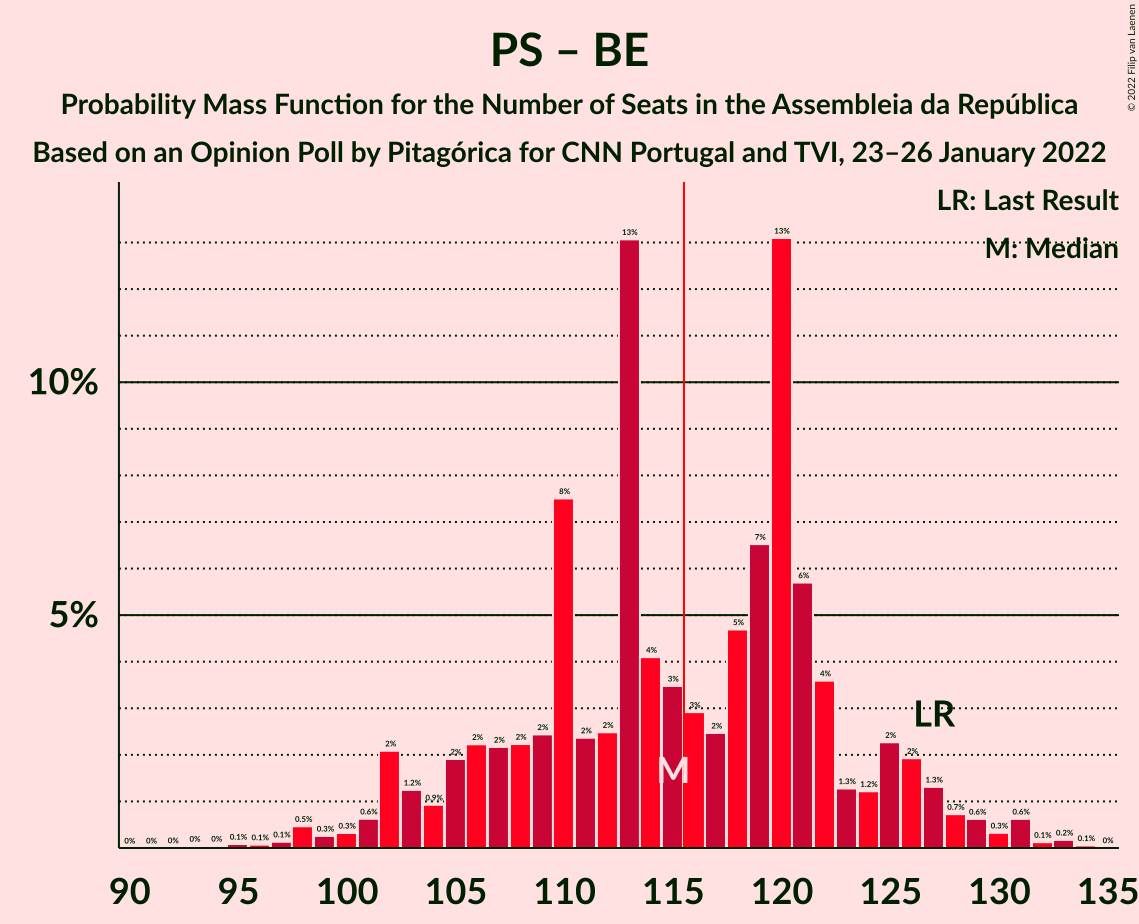 PS – BE
Probability Mass Function for the Number of Seats in the Assembleia da República
Based on an Opinion Poll by Pitagórica for CNN Portugal and TVI, 23–26 January 2022
© 2022 Filip van Laenen
LR: Last Result
M: Median
10%
5%
0% 0% 0% 0% 0% 0.1% 0.1% 0.1% 0.5% 0.3% 0.3% 0.6% 2% 1.2% 0.9% 2% 2% 2% 2% 2% 8% 2% 2% 13% 4% 3% 3% 2% 5% 7% 13% 6% 4% 1.3% 1.2% 2% 2% 1.3% 0.7% 0.6% 0.3% 0.6% 0.1% 0.2% 0.1% 0%
LR
M
90 95 100 105 110 115 120 125 130 135